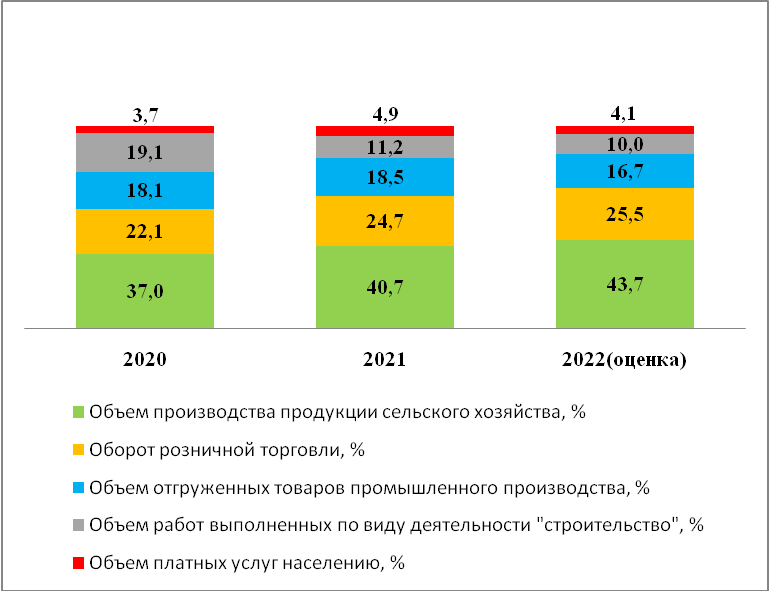 3,7 4,9 4,1
19,1 11,2 10,0
18,1 18,5 16,7
22,1 24,7 25,5
37,0 40,7 43,7
2020 2021 2022(оценка)
Объем производства продукции сельского хозяйства, %
Оборот розничной торговли, %
Объем отгруженных товаров промышленного производства, %
Объем работ выполненных по виду деятельности "строительство", %
Объем платных услуг населению, %